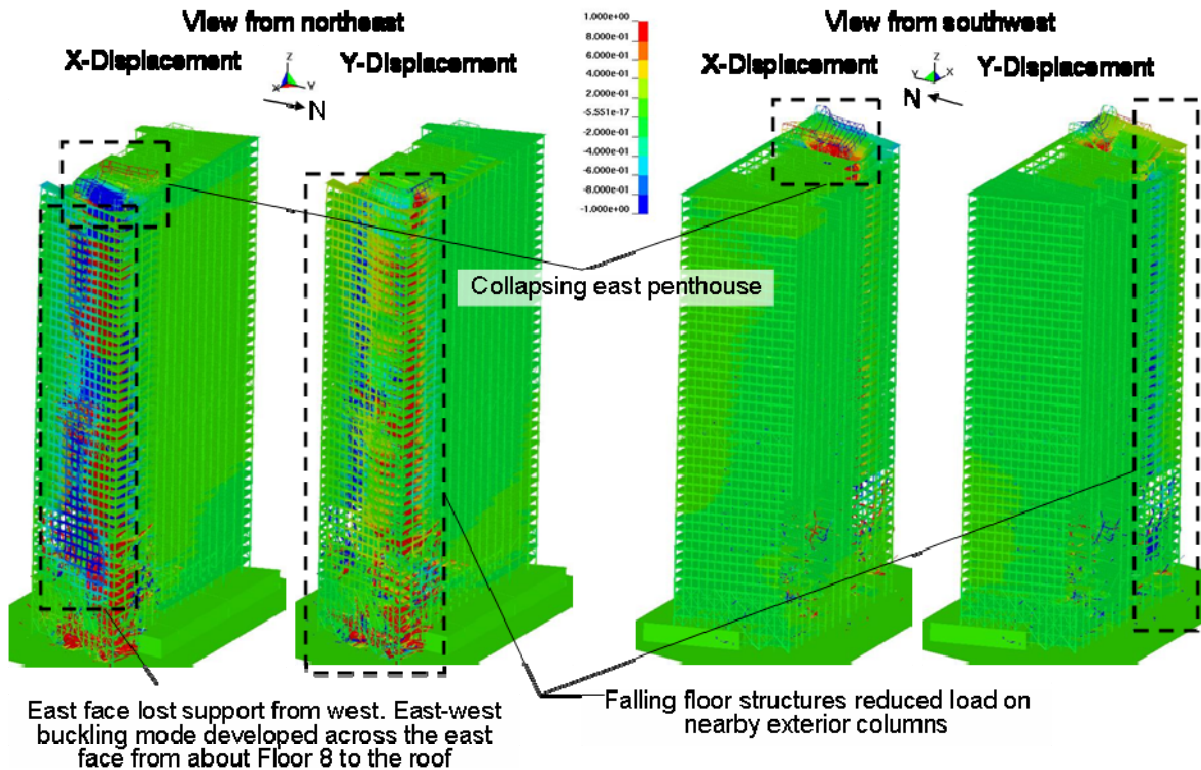 View from northeast
X-Displacement
Y-Displacement
Z
X
Y
N
1.000e+00
8.000e-01
6.000e-01
4.000e-01
2.000e-01
-5.551e-17
-2.000e-01
-4.000e-01
-6.000e-01
-8.000e-01
-1.000e+00
View from southwest
X-Displacement
Y-Displacement
Z
Y
X
N
Collapsing east penthouse
East face lost support from west. East-west
buckling mode developed across the east
face from about Floor 8 to the roof
Falling floor structures reduced load on
nearby exterior columns